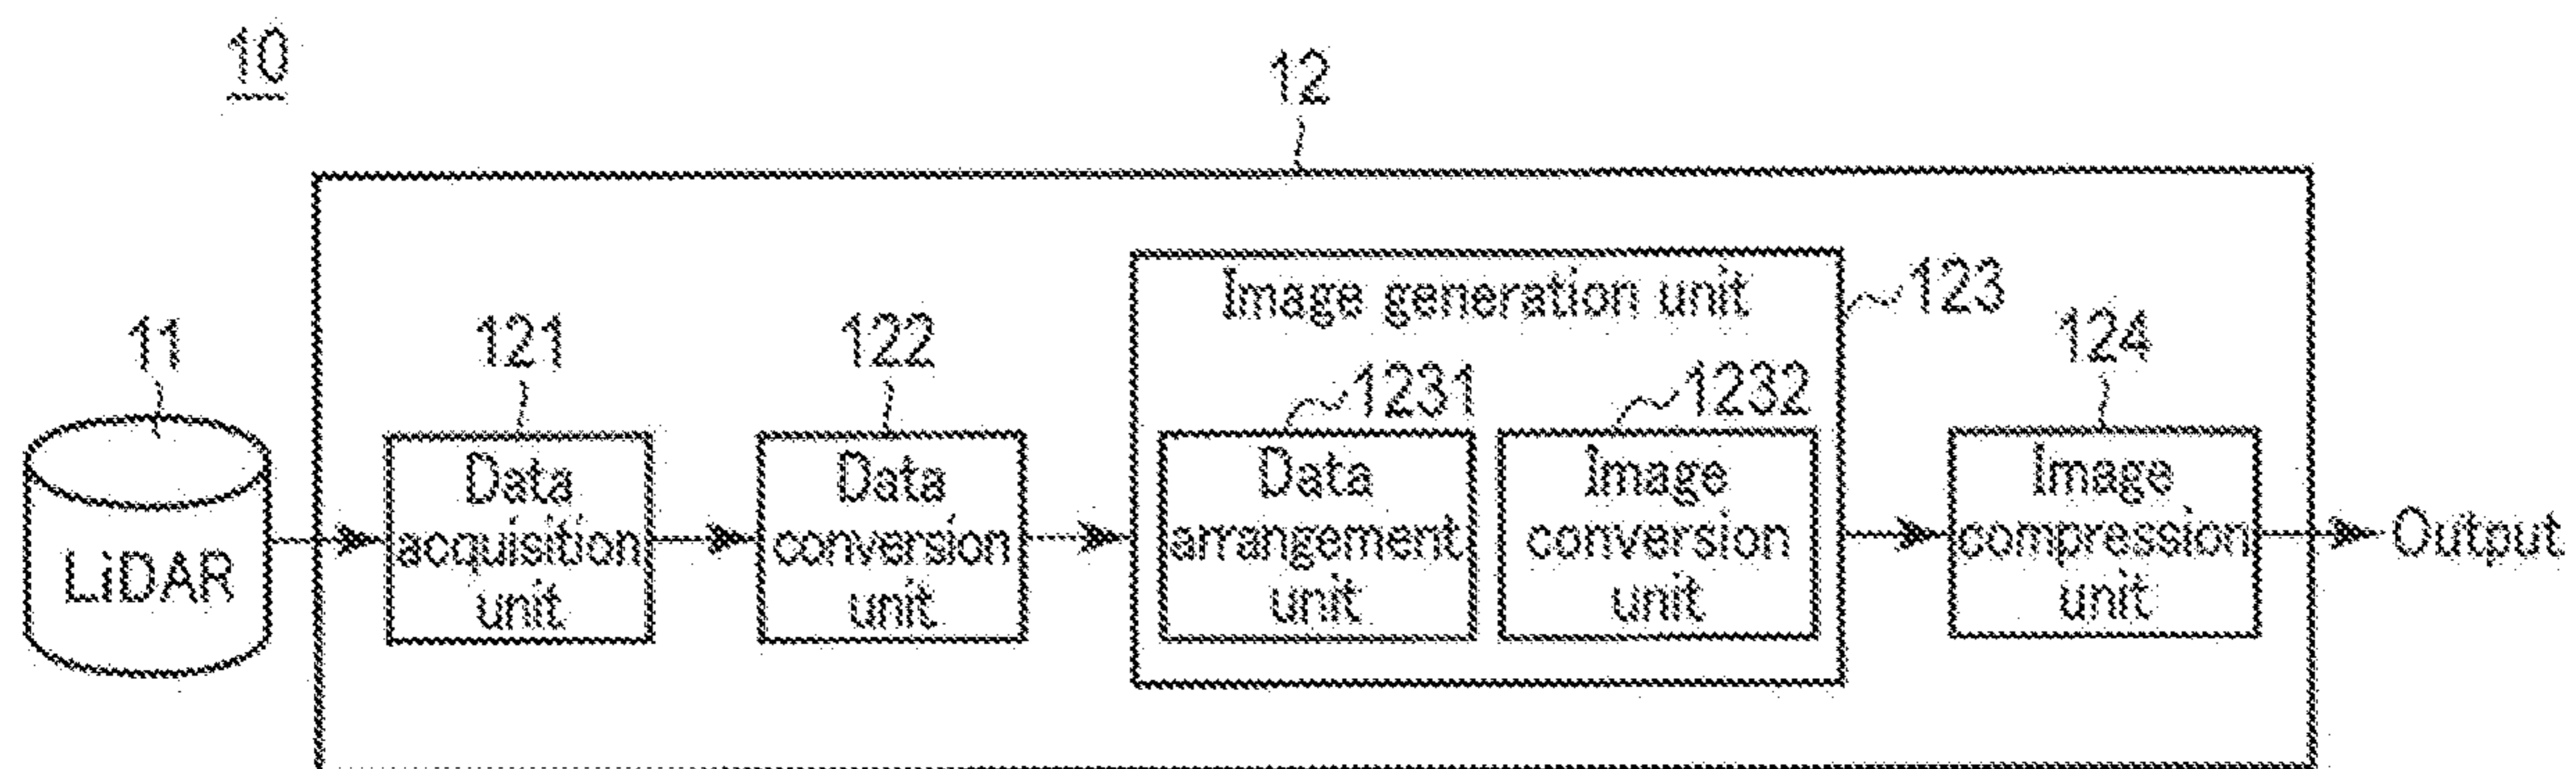 10
12
Image generation unit
123
11
121
122
1231
1232
124
LiDAR
Data
acquisition
unit
Data
conversion
unit
Data
arrangement
unit
Image
conversion
unit
Image
compression
unit
Output